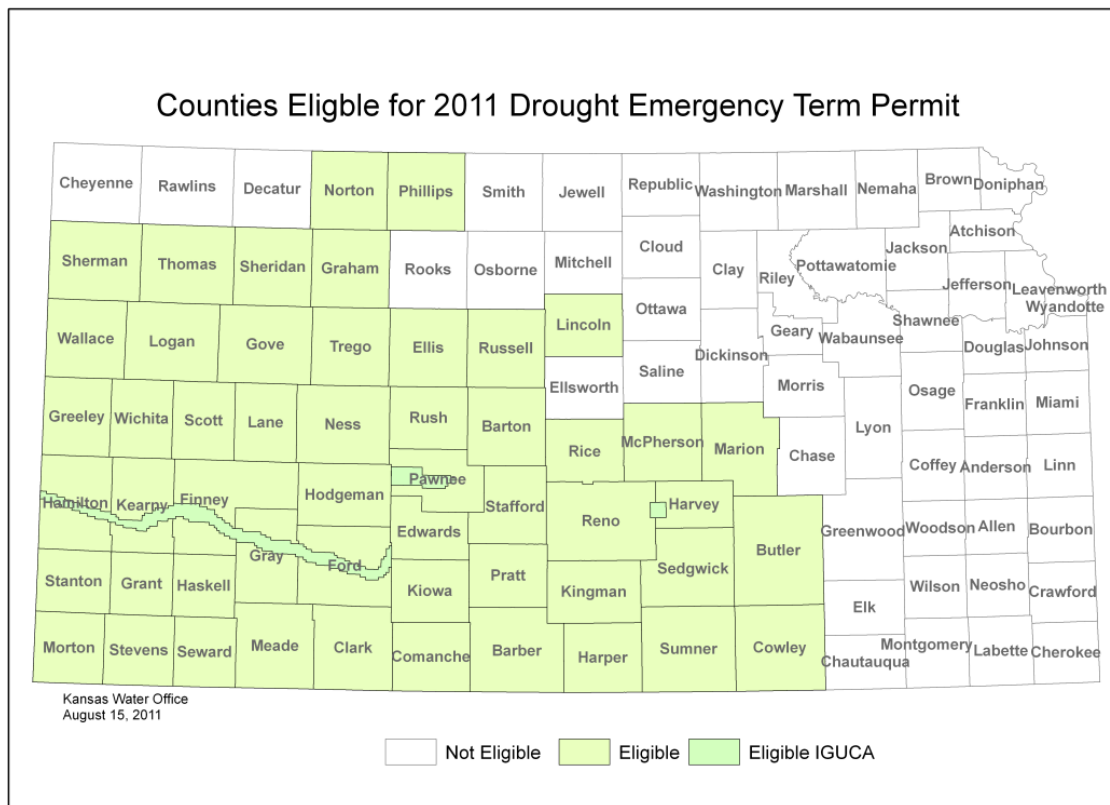 Counties Eligble for 2011 Drought Emergency Term Permit
Cheyenne
Rawlins
Decatur
Norton
Phillips
Smith
Jewell
Republic
Washington
Marshall
Nemaha
Brown
Doniphan
Sherman
Thomas
Sheridan
Graham
Rooks
Osborne
Mitchell
Cloud
Clay
Riley
Pottawatomie
Jackson
Atchison
Jefferson
Leavenworth
Wyandotte
Wallace
Logan
Gove
Trego
Ellis
Russell
Lincoln
Ottawa
Saline
Dickinson
Geary
Wabaunsee
Shawnee
Douglas
Johnson
Greeley
Wichita
Scott
Lane
Ness
Rush
Barton
Ellsworth
Rice
McPherson
Marion
Morris
Chase
Lyon
Osage
Franklin
Miami
Hamilton
Kearny
Finney
Hodgeman
Pawnee
Stafford
Edwards
Reno
Harvey
Butler
Greenwood
Coffey
Anderson
Linn
Woodson
Allen
Bourbon
Stanton
Grant
Haskell
Gray
Ford
Kiowa
Pratt
Kingman
Sedgwick
Elk
Wilson
Neosho
Crawford
Morton
Stevens
Seward
Meade
Clark
Comanche
Barber
Harper
Sumner
Cowley
Chautauqua
Montgomery
Labette
Cherokee
Kansas Water Office
August 15, 2011
Not Eligible
Eligible
Eligible IGUCA